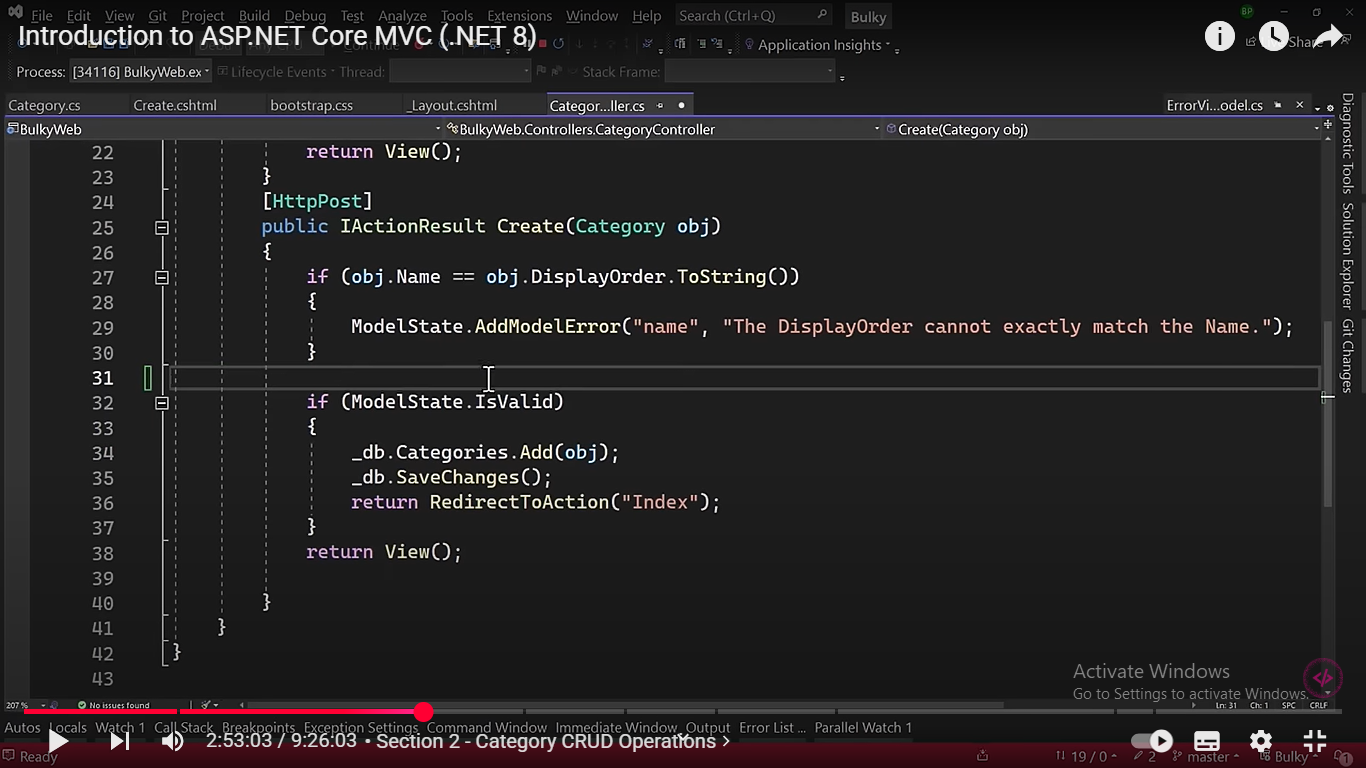 File Edit View Git Project Build Debug Test Analyze Tools Extensions Window Help Search (Ctrl+Q) Bulky BP
Introduction to ASP.NET Core MVC (.NET 8)
Application Insights Share
Process: [34116] BulkyWeb.ex Lifecycle Events Thread: Stack Frame:
Category.cs Create.cshtml bootstrap.css _Layout.cshtml Categor...ller.cs ErrorVi...odel.cs
BulkyWeb BulkyWeb.Controllers.CategoryController Create(Category obj)
22 return View();
23 }
24 [HttpPost]
25 public IActionResult Create(Category obj)
26 {
27 if (obj.Name == obj.DisplayOrder.ToString())
28 {
29 ModelState.AddModelError("name", "The DisplayOrder cannot exactly match the Name.");
30 }
31
32 if (ModelState.IsValid)
33 {
34 _db.Categories.Add(obj);
35 _db.SaveChanges();
36 return RedirectToAction("Index");
37 }
38 return View();
39
40 }
41 }
42 }
43
Diagnostic Tools
Solution Explorer
Git Changes
Activate Windows
Go to Settings to activate Windows.
207 % No issues found Ln: 31 Ch: 1 SPC CRLF
Autos Locals Watch 1 Call Stack Breakpoints Exception Settings Command Window Immediate Window Output Error List ... Parallel Watch 1
2:53:03 / 9:26:03 • Section 2 - Category CRUD Operations >
Ready 19 / 0 2 master Bulky 1